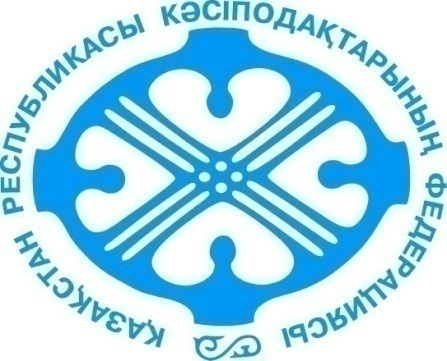 ҚАЗАҚСТАН РЕСПУБЛИКАСЫ КӘСІПОДАҚТАРЫНЫҢ ФЕДЕРАЦИЯСЫ